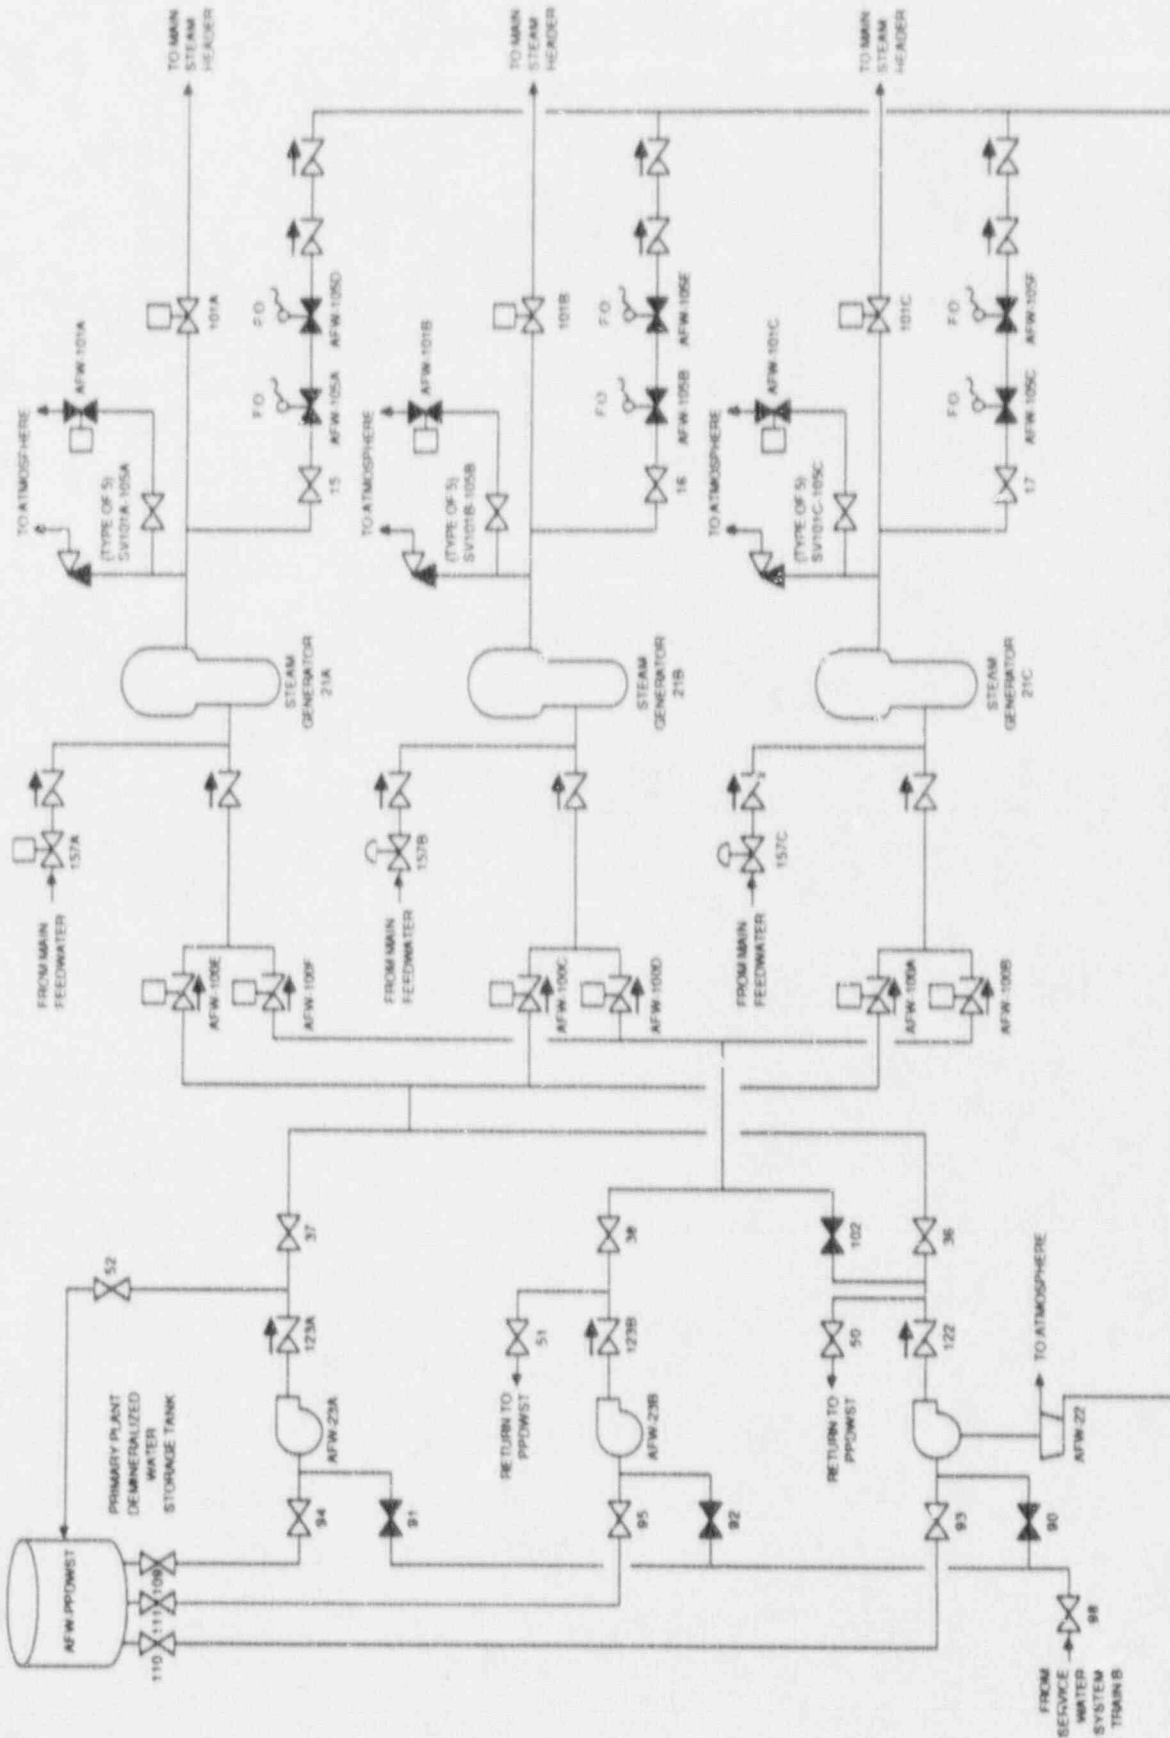 AFW-PPDWST
110
111
109
PRIMARY PLANT
DEMINERALIZED
WATER
STORAGE TANK
52
94
91
AFW-23A
123A
37
RETURN TO
PPDWST
51
95
92
AFW-23B
123B
38
RETURN TO
PPDWST
50
102
93
90
122
36
AFW-22
TO ATMOSPHERE
FROM
SERVICE
WATER
SYSTEM
TRAIN B
98
FROM MAIN
FEEDWATER
157A
AFW-100E
AFW-100F
FROM MAIN
FEEDWATER
157B
AFW-100C
AFW-100D
FROM MAIN
FEEDWATER
157C
AFW-100A
AFW-100B
STEAM
GENERATOR
21A
TO ATMOSPHERE
(TYPE OF 5)
SV101A-105A
AFW-101A
101A
TO MAIN
STEAM
HEADER
15
F.O
AFW-105A
F.O
AFW-105D
STEAM
GENERATOR
21B
TO ATMOSPHERE
(TYPE OF 5)
SV101B-105B
AFW-101B
101B
TO MAIN
STEAM
HEADER
16
F.O
AFW-105B
F.O
AFW-105E
STEAM
GENERATOR
21C
TO ATMOSPHERE
(TYPE OF 5)
SV101C-105C
AFW-101C
101C
TO MAIN
STEAM
HEADER
17
F.O
AFW-105C
F.O
AFW-105F